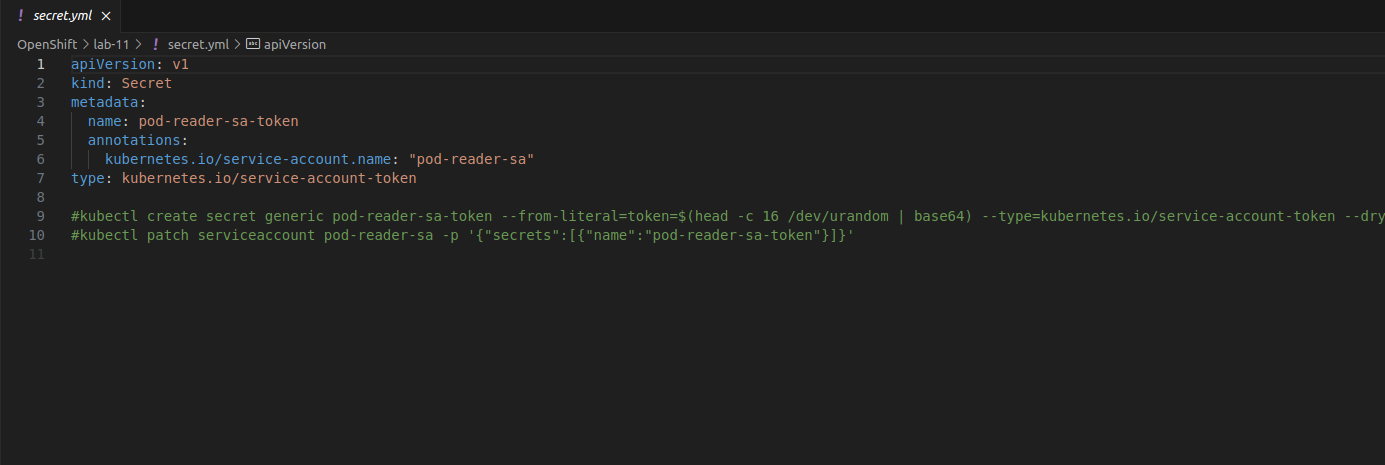 ! secret.yml ×
OpenShift > lab-11 > ! secret.yml > abc apiVersion
1 apiVersion: v1
2 kind: Secret
3 metadata:
4 name: pod-reader-sa-token
5 annotations:
6 kubernetes.io/service-account.name: "pod-reader-sa"
7 type: kubernetes.io/service-account-token
8
9 #kubectl create secret generic pod-reader-sa-token --from-literal=token=$(head -c 16 /dev/urandom | base64) --type=kubernetes.io/service-account-token --dry
10 #kubectl patch serviceaccount pod-reader-sa -p '{"secrets":[{"name":"pod-reader-sa-token"}]}'
11